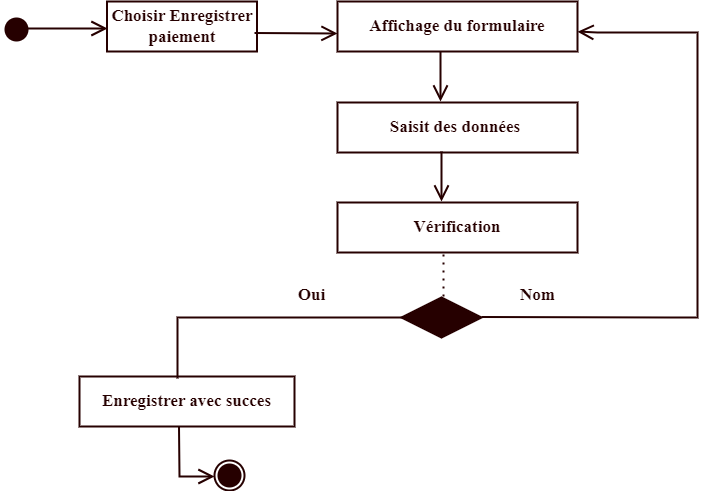 Choisir Enregistrer
paiement
Affichage du formulaire
Saisit des données
Vérification
Oui
Nom
Enregistrer avec succes